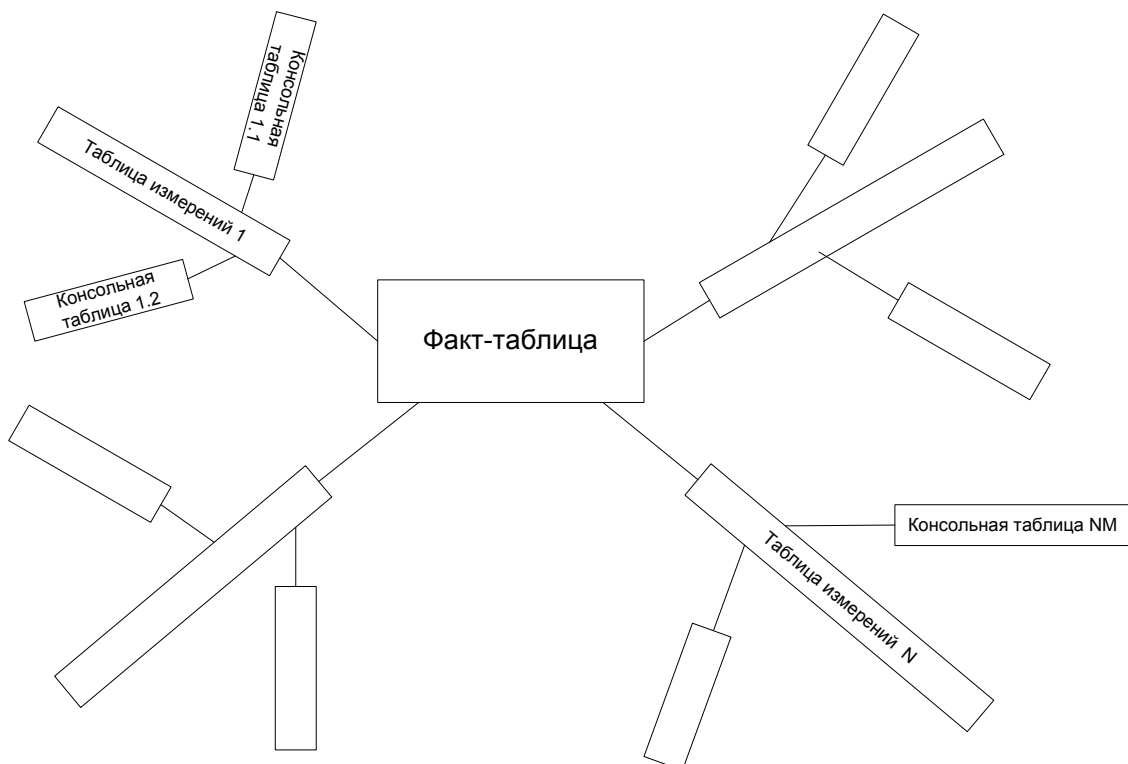 Консольная
таблица 1.1
Таблица измерений 1
Консольная
таблица 1.2
Факт-таблица
Консольная таблица NM
Таблица измерений N